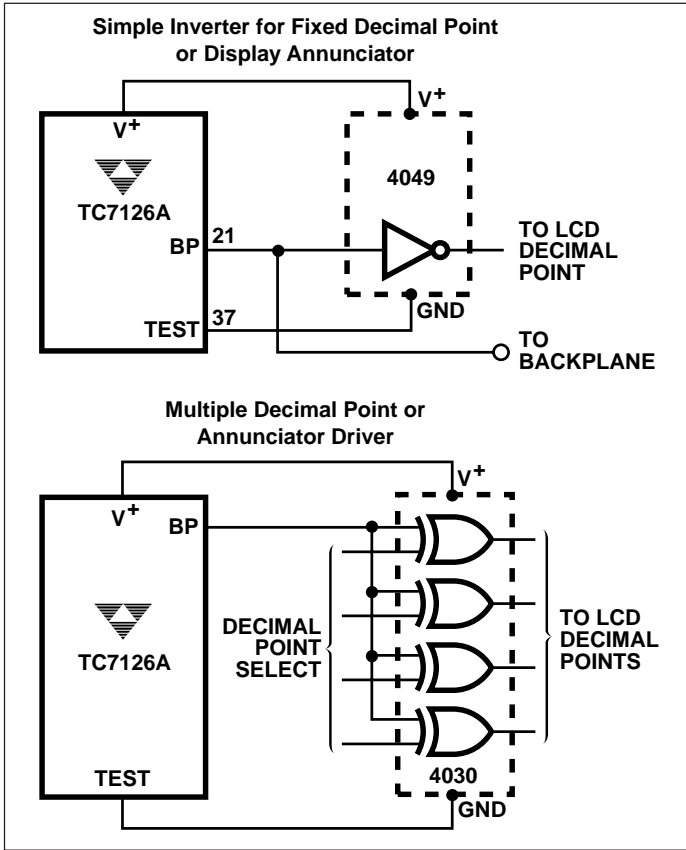 Simple Inverter for Fixed Decimal Point
or Display Annunciator
V+
V+
4049
TC7126A
BP
21
TO LCD
DECIMAL
POINT
GND
TEST
37
TO
BACKPLANE
Multiple Decimal Point or
Annunciator Driver
V+
V+
BP
TC7126A
DECIMAL
POINT
SELECT
TO LCD
DECIMAL
POINTS
TEST
4030
GND